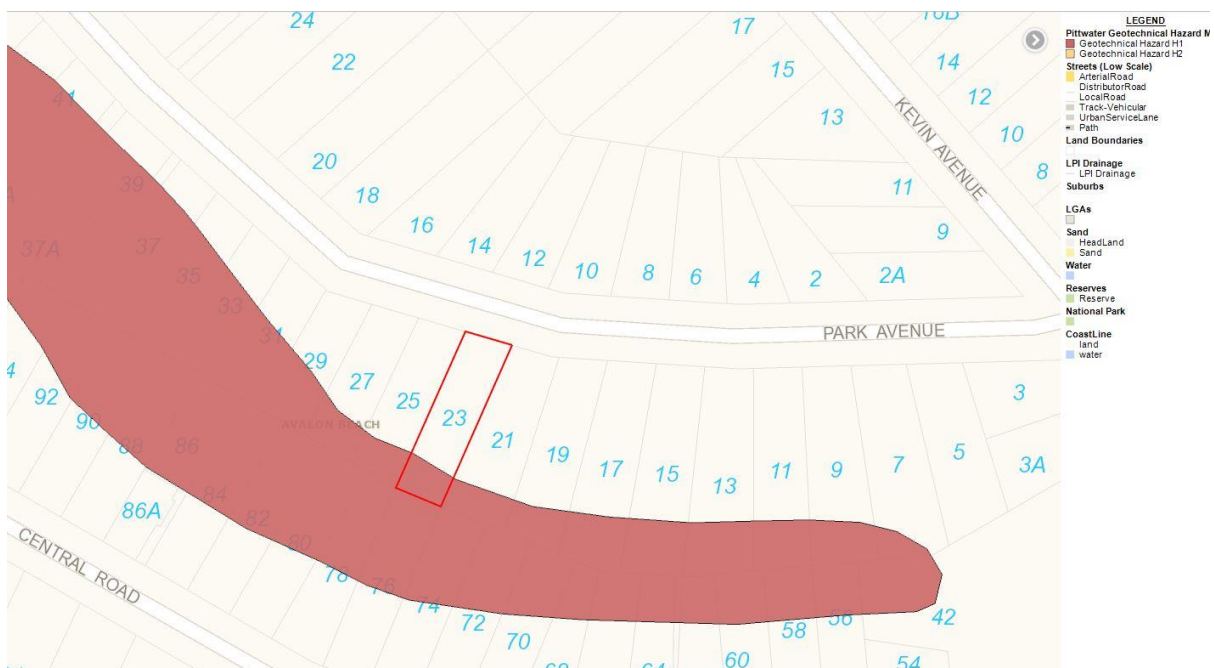 24
22
20
18
16
14
12
10
8
6
4
2
2A
17
15
13
11
9
16B
14
12
10
8
KEVIN AVENUE
PARK AVENUE
41
39
37A
37
35
33
31
29
27
25
23
21
19
17
15
13
11
9
7
5
3
3A
AVALON BEACH
92
90
88
86
86A
84
82
80
78
76
74
72
70
68
64
60
58
56
54
42
CENTRAL ROAD
LEGEND
Pittwater Geotechnical Hazard M
Geotechnical Hazard H1
Geotechnical Hazard H2
Streets (Low Scale)
ArterialRoad
DistributorRoad
LocalRoad
Track-Vehicular
UrbanServiceLane
Path
Land Boundaries
LPI Drainage
LPI Drainage
Suburbs
LGAs
Sand
HeadLand
Sand
Water
Reserves
Reserve
National Park
CoastLine
land
water